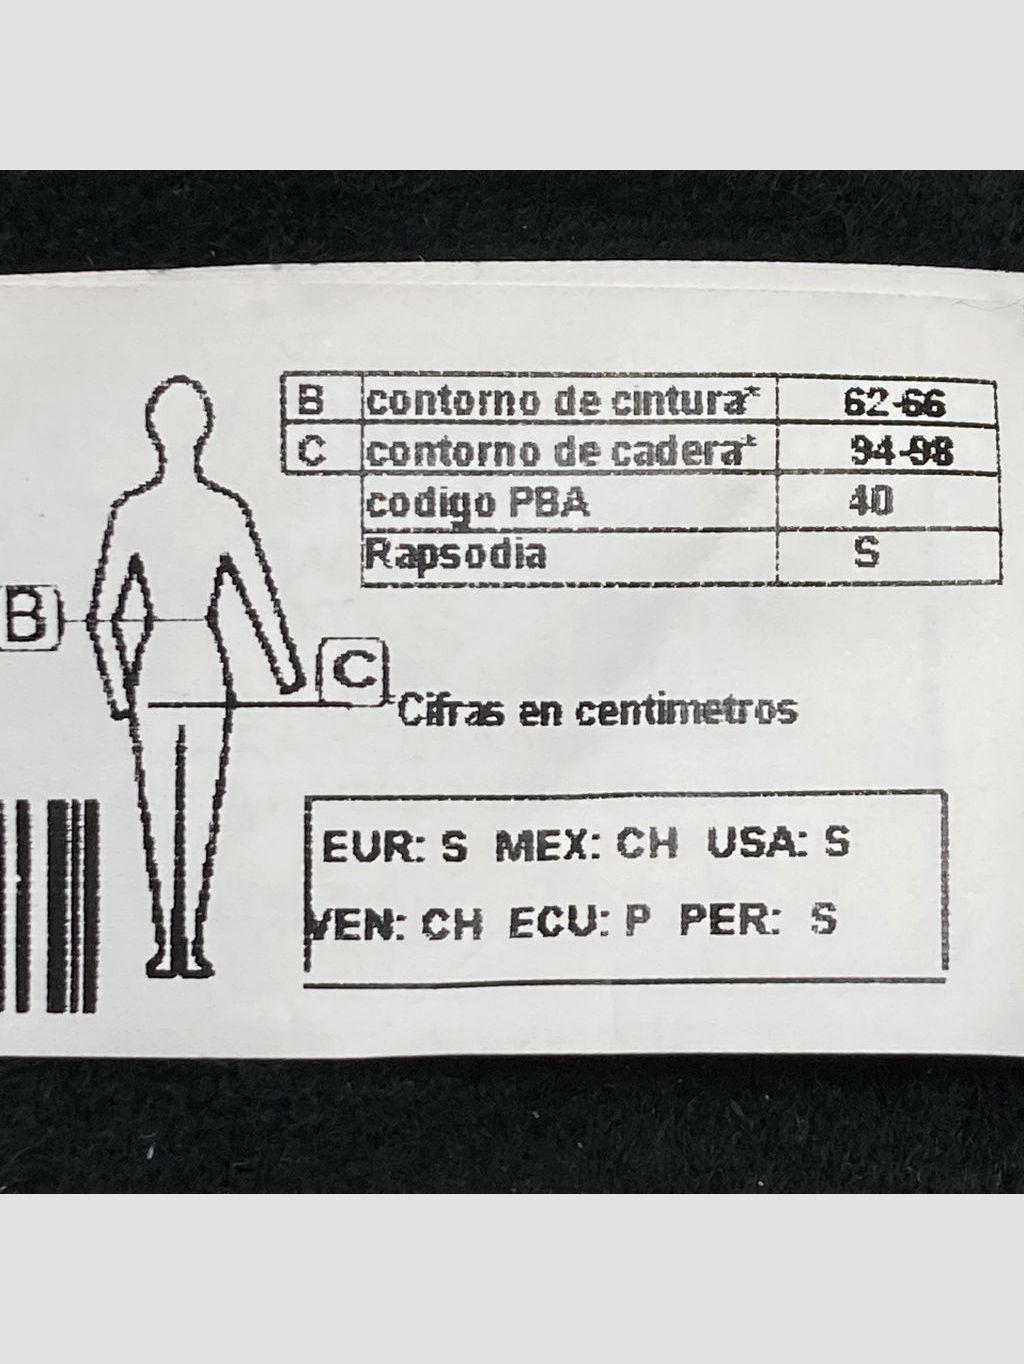 B contorno de cintura* 62-66
C contorno de cadera* 94-98
codigo PBA 40
Rapsodia S
B
C
*Cifras en centimetros
EUR: S MEX: CH USA: S
VEN: CH ECU: P PER: S